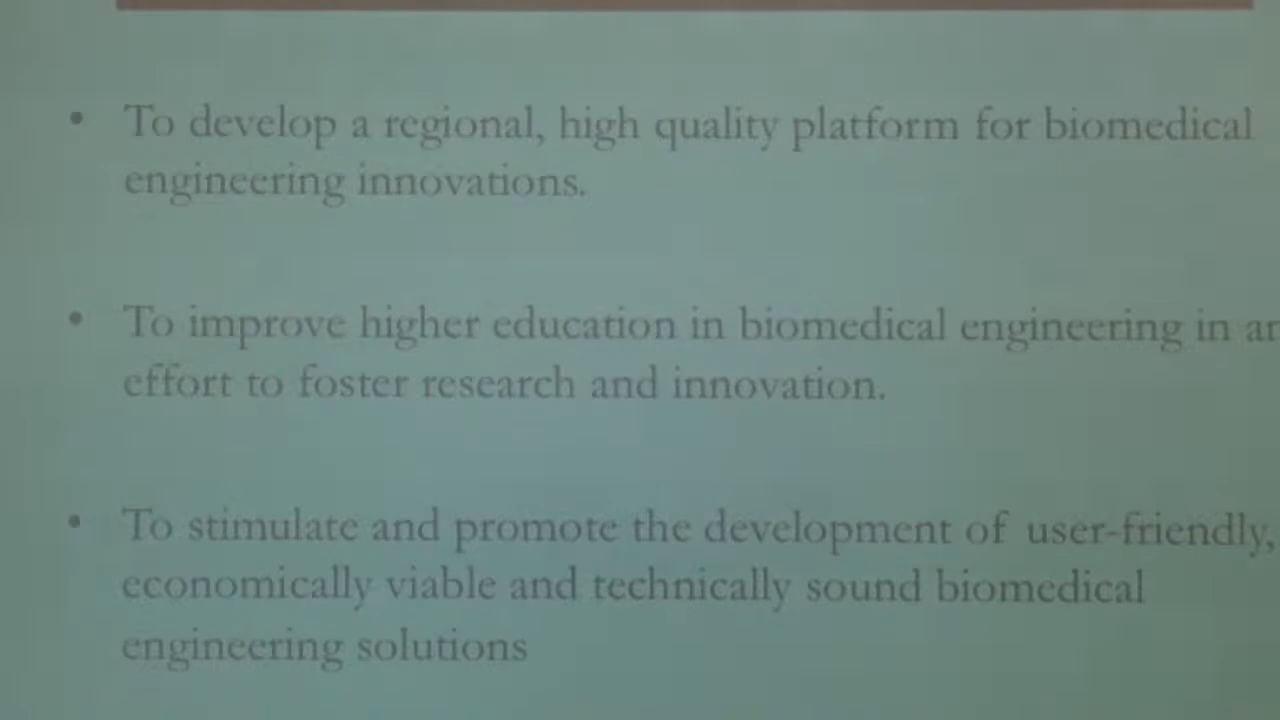 • To develop a regional, high quality platform for biomedical
engineering innovations.
• To improve higher education in biomedical engineering in
effort to foster research and innovation.
• To stimulate and promote the development of user-friendly,
economically viable and technically sound biomedical
engineering solutions